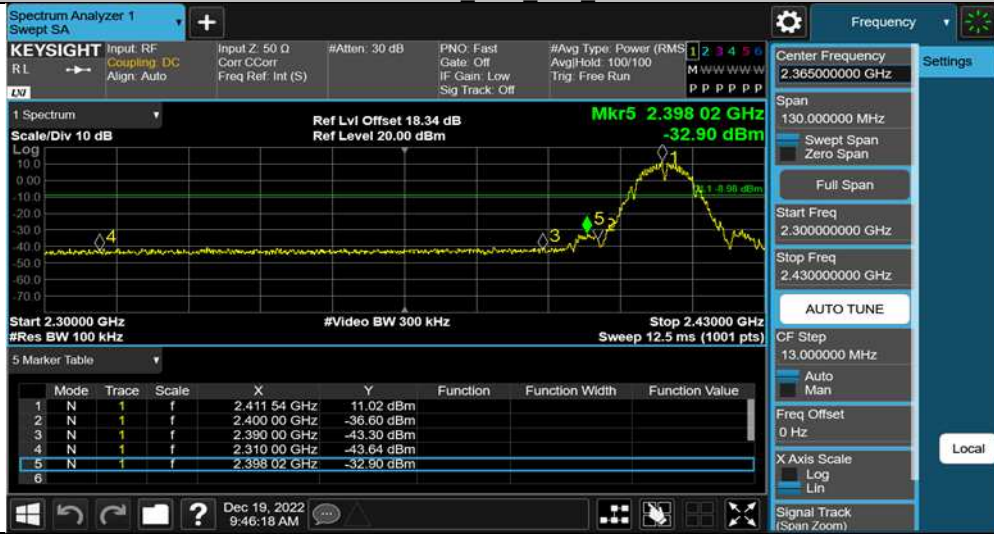 Spectrum Analyzer 1
Swept SA
+
Frequency
KEYSIGHT Input: RF Input Z: 50 Ω #Atten: 30 dB PNO: Fast #Avg Type: Power (RMS 1 2 3 4 5 6
RL Coupling: DC Corr CCorr Gate: Off Avg|Hold: 100/100 M W W W W W
Align: Auto Freq Ref: Int (S) IF Gain: Low Trig: Free Run
LXI Sig Track: Off P P P P P P
1 Spectrum
Scale/Div 10 dB
Ref Lvl Offset 18.34 dB
Ref Level 20.00 dBm
Mkr5 2.398 02 GHz
-32.90 dBm
Log
10.0
0.00
-10.0
-20.0
-30.0
-40.0
-50.0
-60.0
-70.0
1
DL1 -8.98 dBm
5 2
3
4
Start 2.30000 GHz #Video BW 300 kHz Stop 2.43000 GHz
#Res BW 100 kHz Sweep 12.5 ms (1001 pts)
5 Marker Table
Mode Trace Scale X Y Function Function Width Function Value
1 N 1 f 2.411 54 GHz 11.02 dBm
2 N 1 f 2.400 00 GHz -36.60 dBm
3 N 1 f 2.390 00 GHz -43.30 dBm
4 N 1 f 2.310 00 GHz -43.64 dBm
5 N 1 f 2.398 02 GHz -32.90 dBm
6
?
Dec 19, 2022
9:46:18 AM
Center Frequency
2.365000000 GHz
Span
130.000000 MHz
Swept Span
Zero Span
Full Span
Start Freq
2.300000000 GHz
Stop Freq
2.430000000 GHz
AUTO TUNE
CF Step
13.000000 MHz
Auto
Man
Freq Offset
0 Hz
X Axis Scale
Log
Lin
Signal Track
(Span Zoom)
Settings
Local